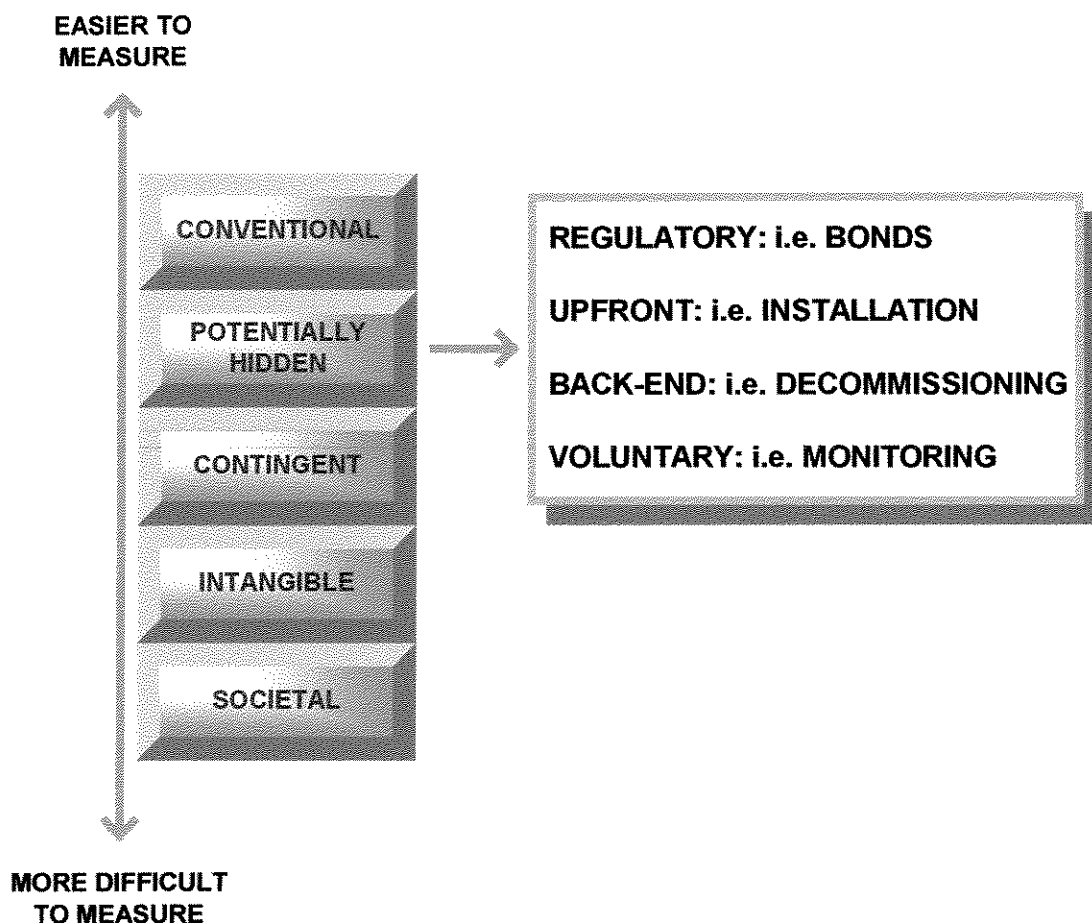 EASIER TO
MEASURE
CONVENTIONAL
POTENTIALLY
HIDDEN
CONTINGENT
INTANGIBLE
SOCIETAL
REGULATORY: i.e. BONDS
UPFRONT: i.e. INSTALLATION
BACK-END: i.e. DECOMMISSIONING
VOLUNTARY: i.e. MONITORING
MORE DIFFICULT
TO MEASURE